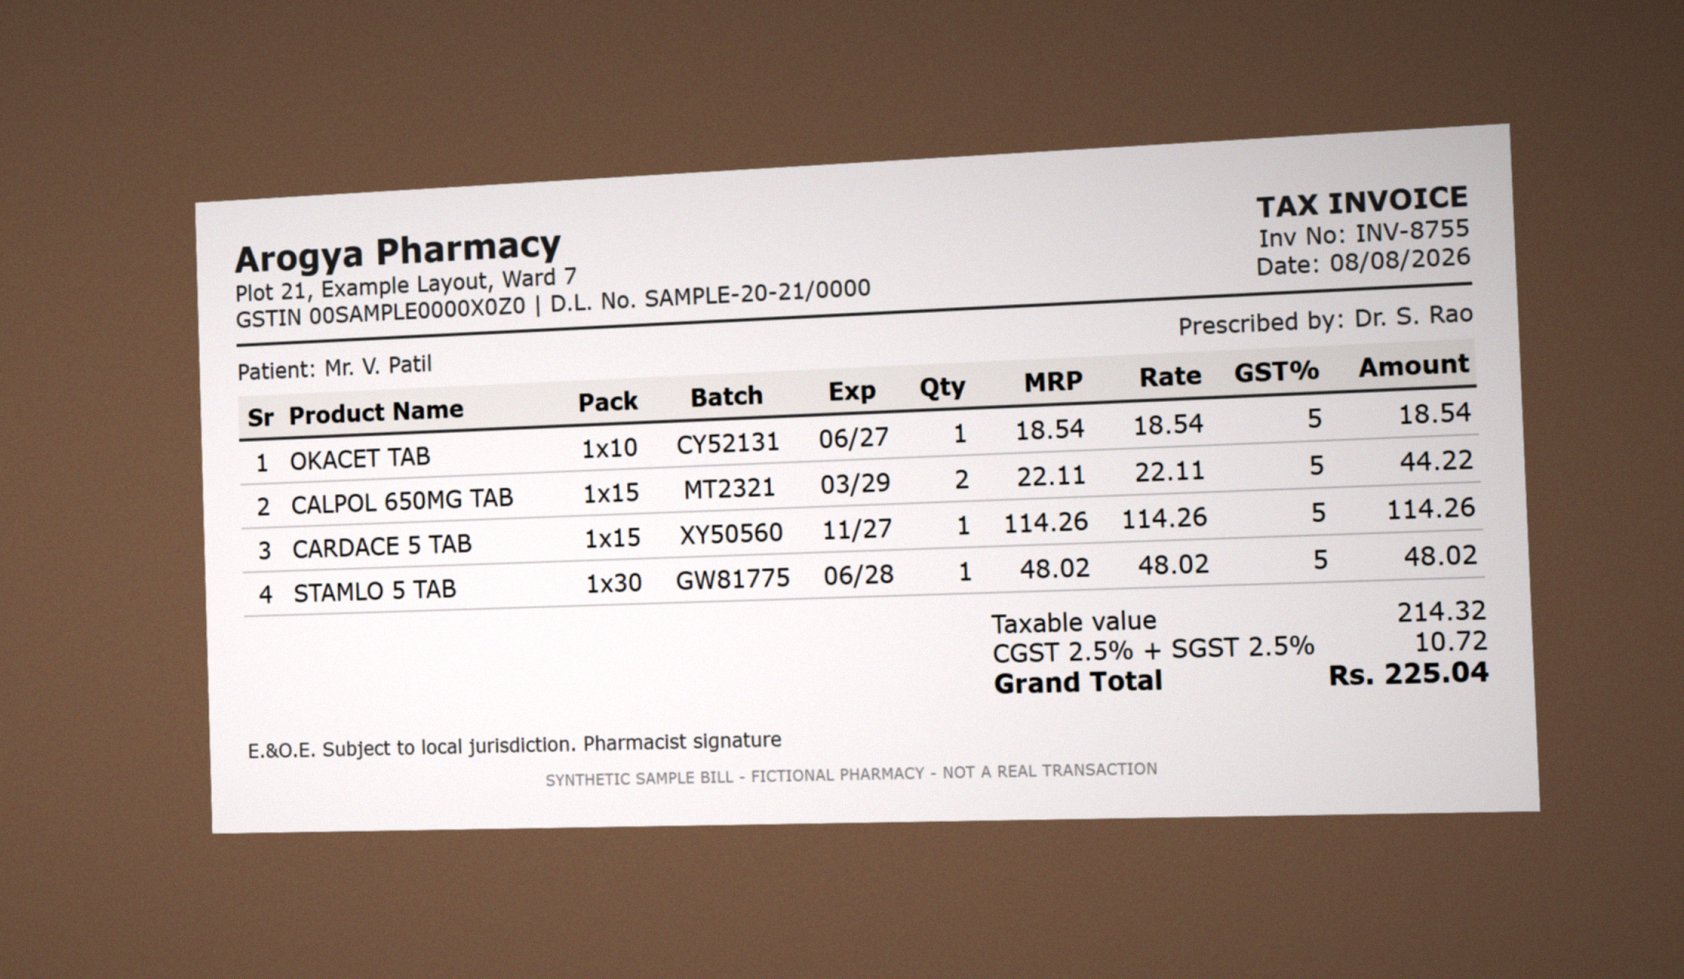 Arogya Pharmacy
Plot 21, Example Layout, Ward 7
GSTIN 00SAMPLE0000X0Z0 | D.L. No. SAMPLE-20-21/0000
TAX INVOICE
Inv No: INV-8755
Date: 08/08/2026
Patient: Mr. V. Patil
Prescribed by: Dr. S. Rao
Sr Product Name Pack Batch Exp Qty MRP Rate GST% Amount
1 OKACET TAB 1x10 CY52131 06/27 1 18.54 18.54 5 18.54
2 CALPOL 650MG TAB 1x15 MT2321 03/29 2 22.11 22.11 5 44.22
3 CARDACE 5 TAB 1x15 XY50560 11/27 1 114.26 114.26 5 114.26
4 STAMLO 5 TAB 1x30 GW81775 06/28 1 48.02 48.02 5 48.02
Taxable value 214.32
CGST 2.5% + SGST 2.5% 10.72
Grand Total Rs. 225.04
E.&O.E. Subject to local jurisdiction. Pharmacist signature
SYNTHETIC SAMPLE BILL - FICTIONAL PHARMACY - NOT A REAL TRANSACTION